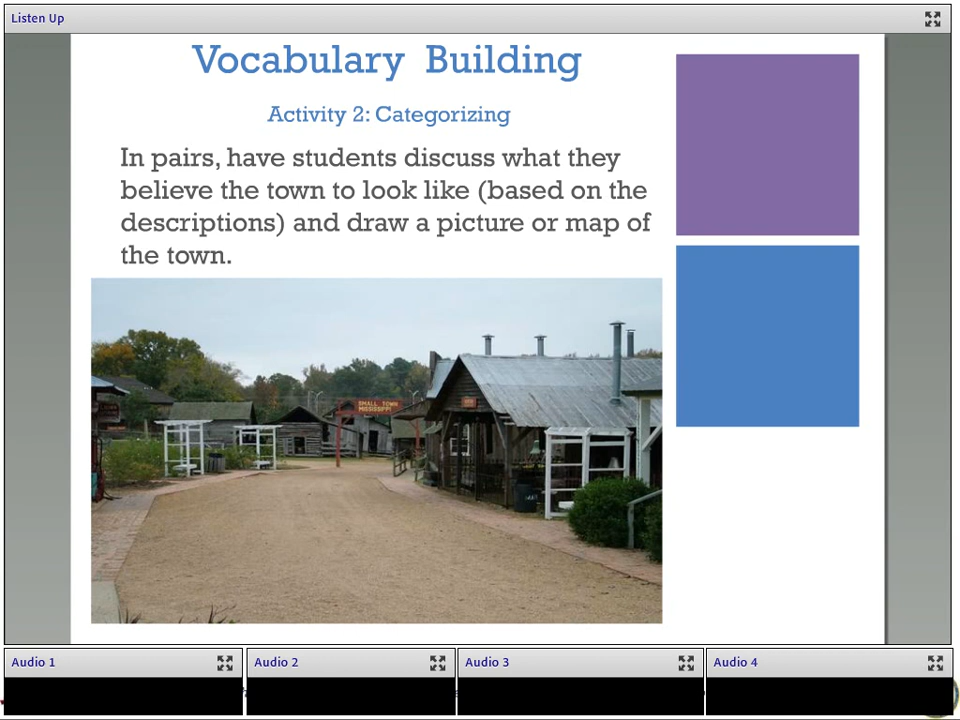 Listen Up
Vocabulary Building
Activity 2: Categorizing
In pairs, have students discuss what they
believe the town to look like (based on the
descriptions) and draw a picture or map of
the town.
SMALL TOWN
MISSISSIPPI
Audio 1
Audio 2
Audio 3
Audio 4